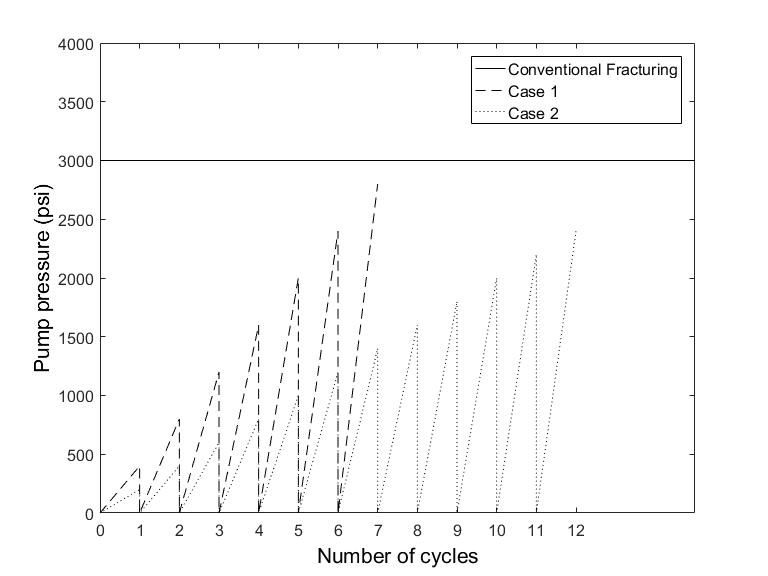 4000
3500
3000
2500
2000
1500
1000
500
0
Pump pressure (psi)
Conventional Fracturing
Case 1
Case 2
0 1 2 3 4 5 6 7 8 9 10 11 12
Number of cycles